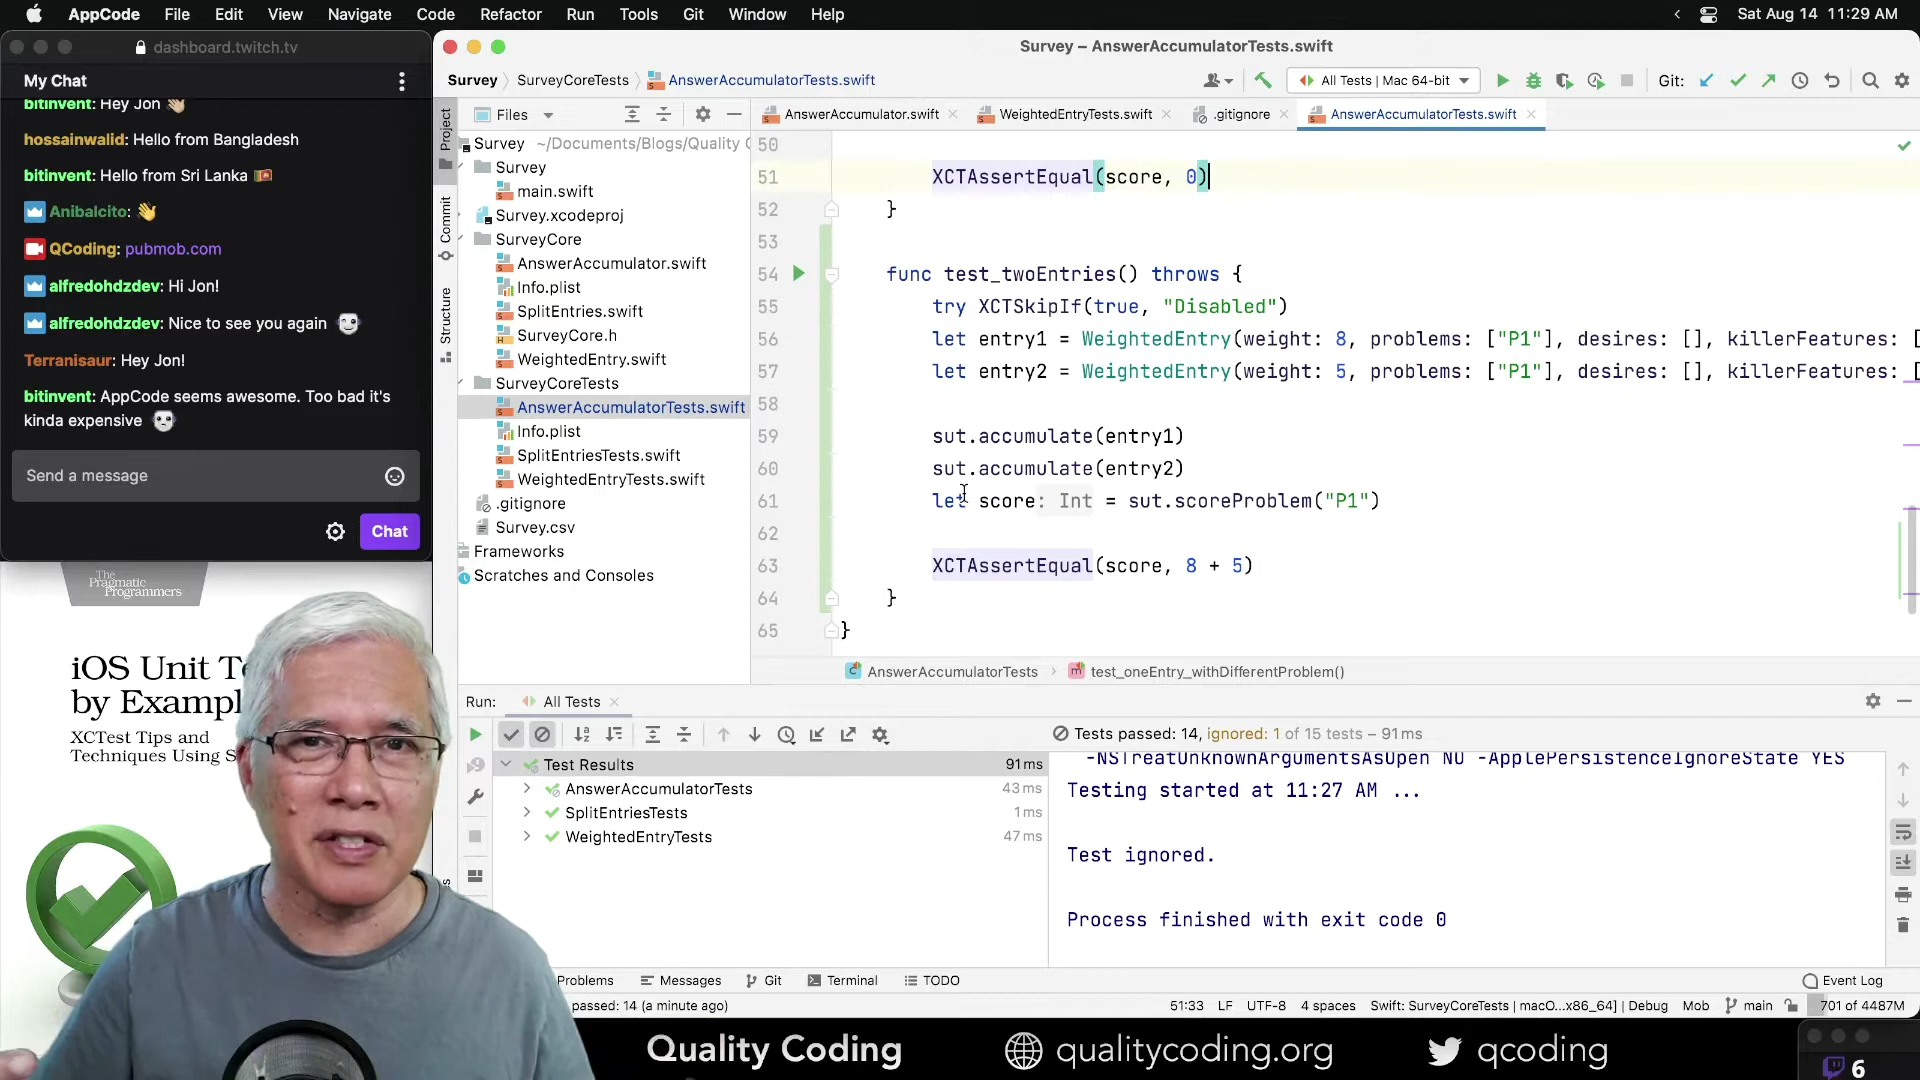 AppCode File Edit View Navigate Code Refactor Run Tools Git Window Help
Sat Aug 14 11:29 AM
dashboard.twitch.tv
My Chat
bitinvent: Hey Jon 👋🏼
hossainwalid: Hello from Bangladesh
bitinvent: Hello from Sri Lanka 🇱🇰
Anibalcito: 👋
QCoding: pubmob.com
alfredohdzdev: Hi Jon!
alfredohdzdev: Nice to see you again
Terranisaur: Hey Jon!
bitinvent: AppCode seems awesome. Too bad it's
kinda expensive
Send a message
Chat
The
Pragmatic
Programmers
iOS Unit Te
by Exampl
XCTest Tips and
Techniques Using S
Survey – AnswerAccumulatorTests.swift
Survey SurveyCoreTests AnswerAccumulatorTests.swift
All Tests | Mac 64-bit
Git:
Project
Commit
Structure
Files
Survey ~/Documents/Blogs/Quality C
Survey
main.swift
Survey.xcodeproj
SurveyCore
AnswerAccumulator.swift
Info.plist
SplitEntries.swift
SurveyCore.h
WeightedEntry.swift
SurveyCoreTests
AnswerAccumulatorTests.swift
Info.plist
SplitEntriesTests.swift
WeightedEntryTests.swift
.gitignore
Survey.csv
Frameworks
Scratches and Consoles
AnswerAccumulator.swift WeightedEntryTests.swift .gitignore AnswerAccumulatorTests.swift
50
51 XCTAssertEqual(score, 0)
52 }
53
54 func test_twoEntries() throws {
55 try XCTSkipIf(true, "Disabled")
56 let entry1 = WeightedEntry(weight: 8, problems: ["P1"], desires: [], killerFeatures: [
57 let entry2 = WeightedEntry(weight: 5, problems: ["P1"], desires: [], killerFeatures: [
58
59 sut.accumulate(entry1)
60 sut.accumulate(entry2)
61 let score: Int = sut.scoreProblem("P1")
62
63 XCTAssertEqual(score, 8 + 5)
64 }
65 }
AnswerAccumulatorTests test_oneEntry_withDifferentProblem()
Run: All Tests
Tests passed: 14, ignored: 1 of 15 tests – 91 ms
Test Results 91 ms
AnswerAccumulatorTests 43 ms
SplitEntriesTests 1 ms
WeightedEntryTests 47 ms
-NSTreatUnknownArgumentsAsOpen NO -ApplePersistenceIgnoreState YES
Testing started at 11:27 AM ...
Test ignored.
Process finished with exit code 0
Problems Messages Git Terminal TODO
Event Log
passed: 14 (a minute ago)
51:33 LF UTF-8 4 spaces Swift: SurveyCoreTests | macO...x86_64] | Debug Mob main 701 of 4487M
Quality Coding qualitycoding.org qcoding
6